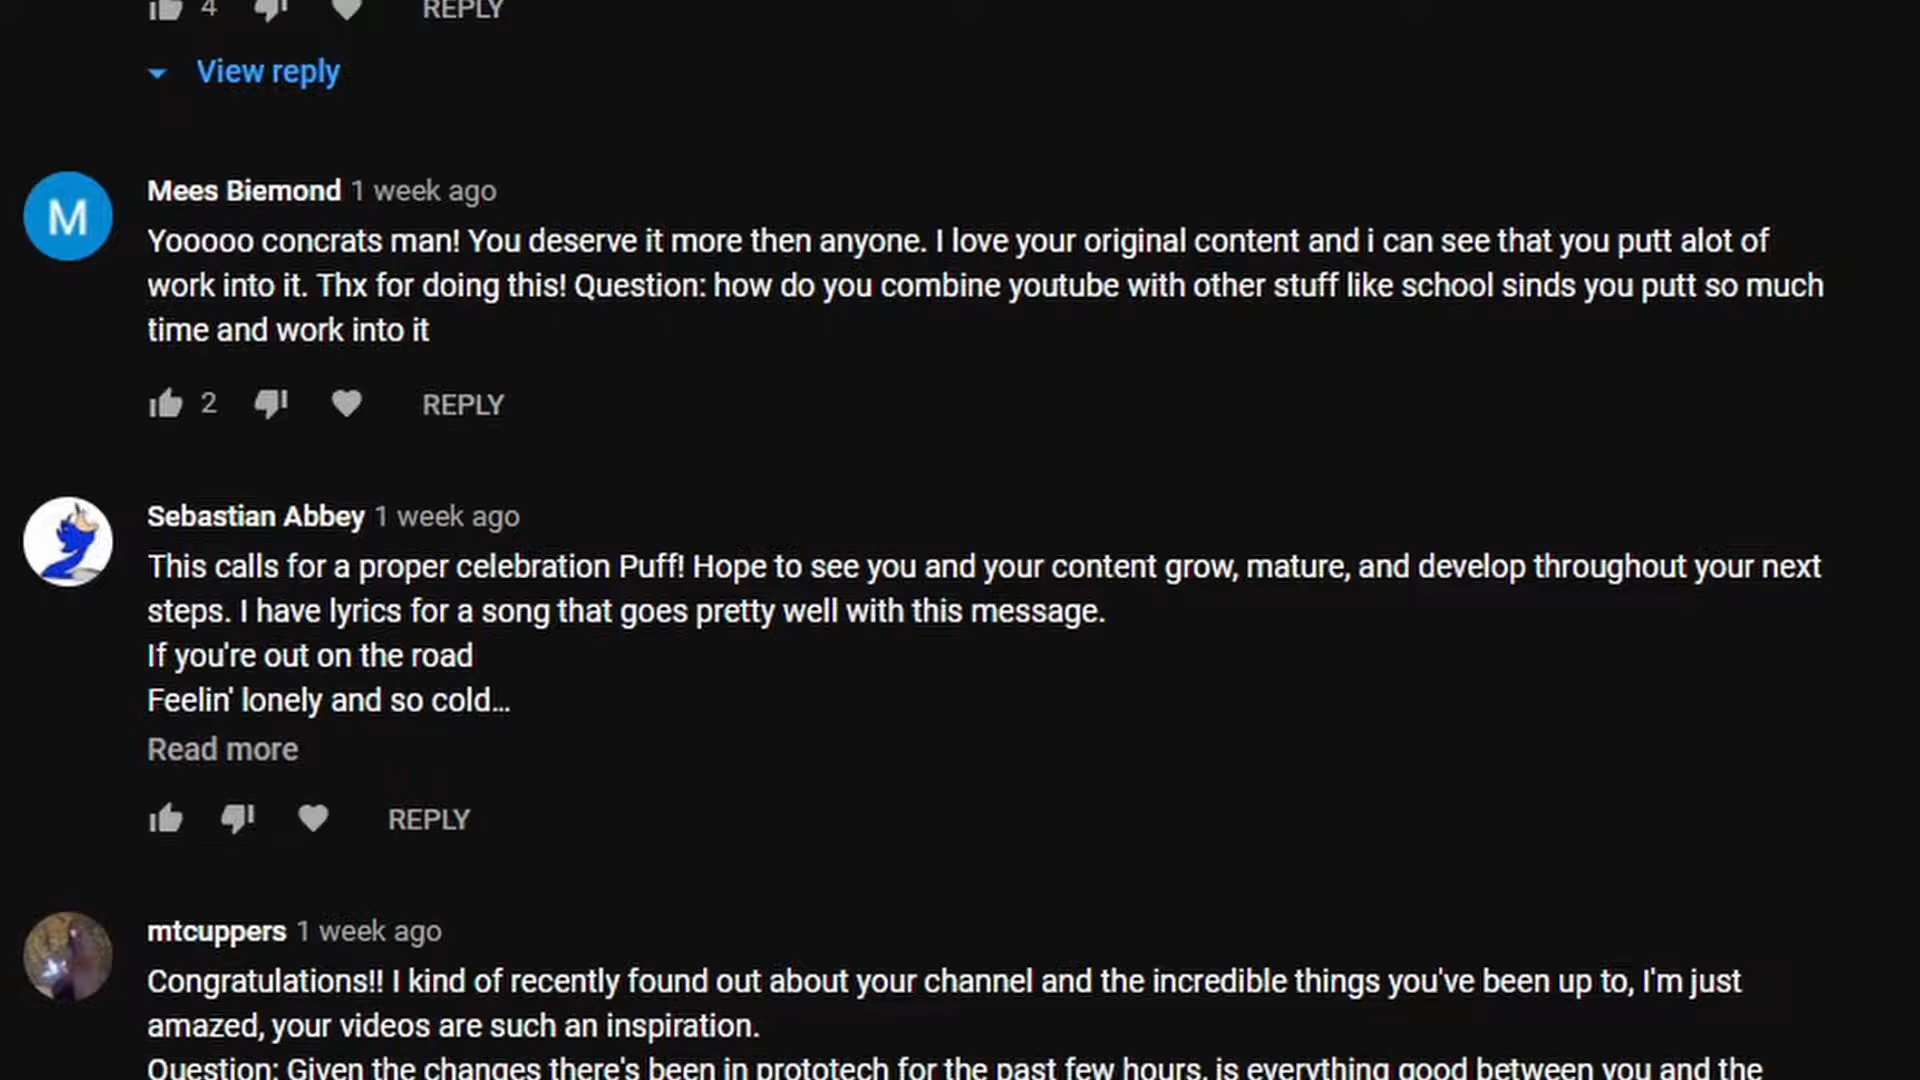 4 REPLY
View reply
M
Mees Biemond 1 week ago
Yooooo concrats man! You deserve it more then anyone. I love your original content and i can see that you putt alot of
work into it. Thx for doing this! Question: how do you combine youtube with other stuff like school sinds you putt so much
time and work into it
2 REPLY
Sebastian Abbey 1 week ago
This calls for a proper celebration Puff! Hope to see you and your content grow, mature, and develop throughout your next
steps. I have lyrics for a song that goes pretty well with this message.
If you're out on the road
Feelin' lonely and so cold...
Read more
REPLY
mtcuppers 1 week ago
Congratulations!! I kind of recently found out about your channel and the incredible things you've been up to, I'm just
amazed, your videos are such an inspiration.
Question: Given the changes there's been in prototech for the past few hours, is everything good between you and the